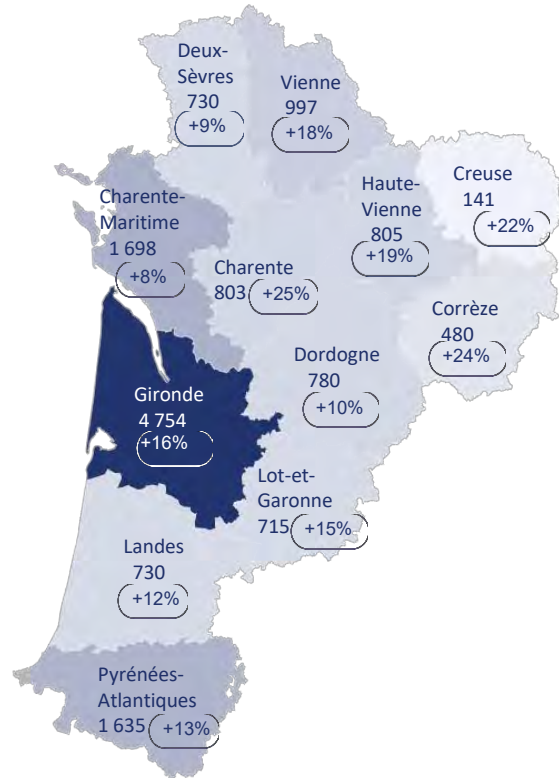 Deux-
Sèvres
730
+9%
Vienne
997
+18%
Creuse
141
+22%
Haute-
Vienne
805
+19%
Charente-
Maritime
1 698
+8%
Charente
803 +25%
Corrèze
480
+24%
Dordogne
780
+10%
Gironde
4 754
+16%
Lot-et-
Garonne
715 +15%
Landes
730
+12%
Pyrénées-
Atlantiques
1 635 +13%